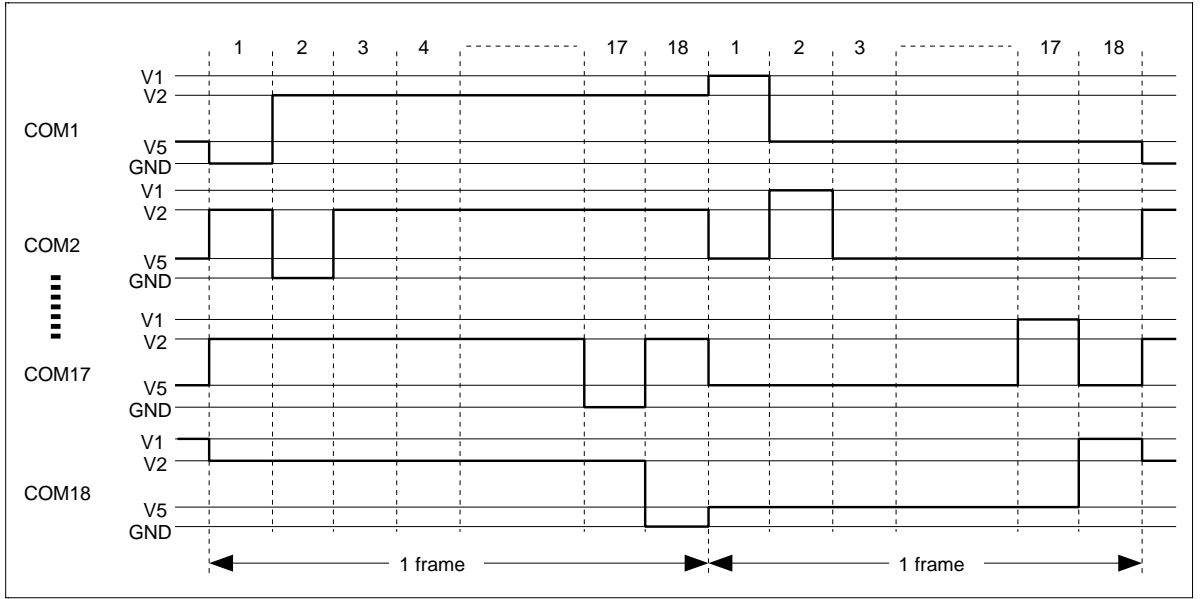 1 2 3 4 17 18 1 2 3 17 18
V1
V2
COM1
V5
GND
V1
V2
COM2
V5
GND
V1
V2
COM17
V5
GND
V1
V2
COM18
V5
GND
1 frame 1 frame